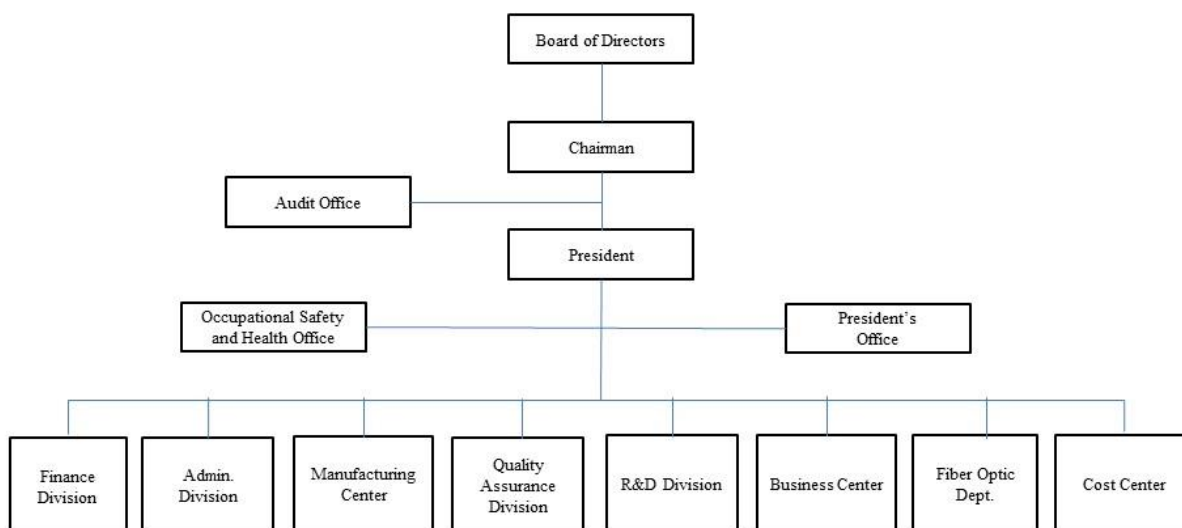 Board of Directors
Chairman
Audit Office
President
Occupational Safety
and Health Office
President’s
Office
Finance
Division
Admin.
Division
Manufacturing
Center
Quality
Assurance
Division
R&D Division
Business Center
Fiber Optic
Dept.
Cost Center